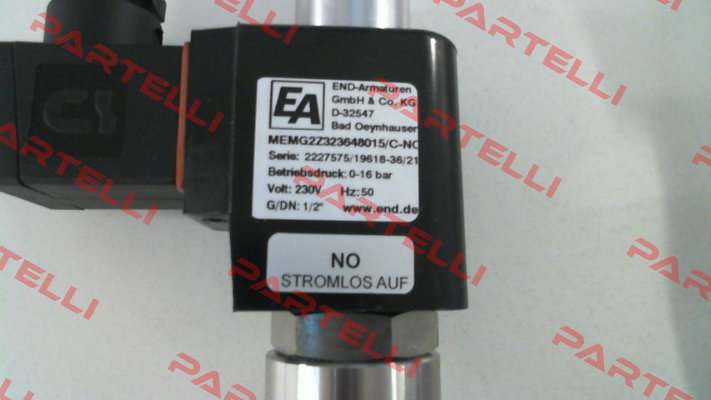 EA
END-Armaturen
GmbH & Co. KG
D-32547
Bad Oeynhausen
MEMG2Z323648015/C-NO
Serie: 2227575/19618-36/21
Betriebsdruck: 0-16 bar
Volt: 230V Hz: 50
G/DN: 1/2" www.end.de
NO
STROMLOS AUF
PARTELLI
PARTELLI
PARTELLI
PARTELLI
PARTELLI
PARTELLI
PARTELLI
PARTELLI